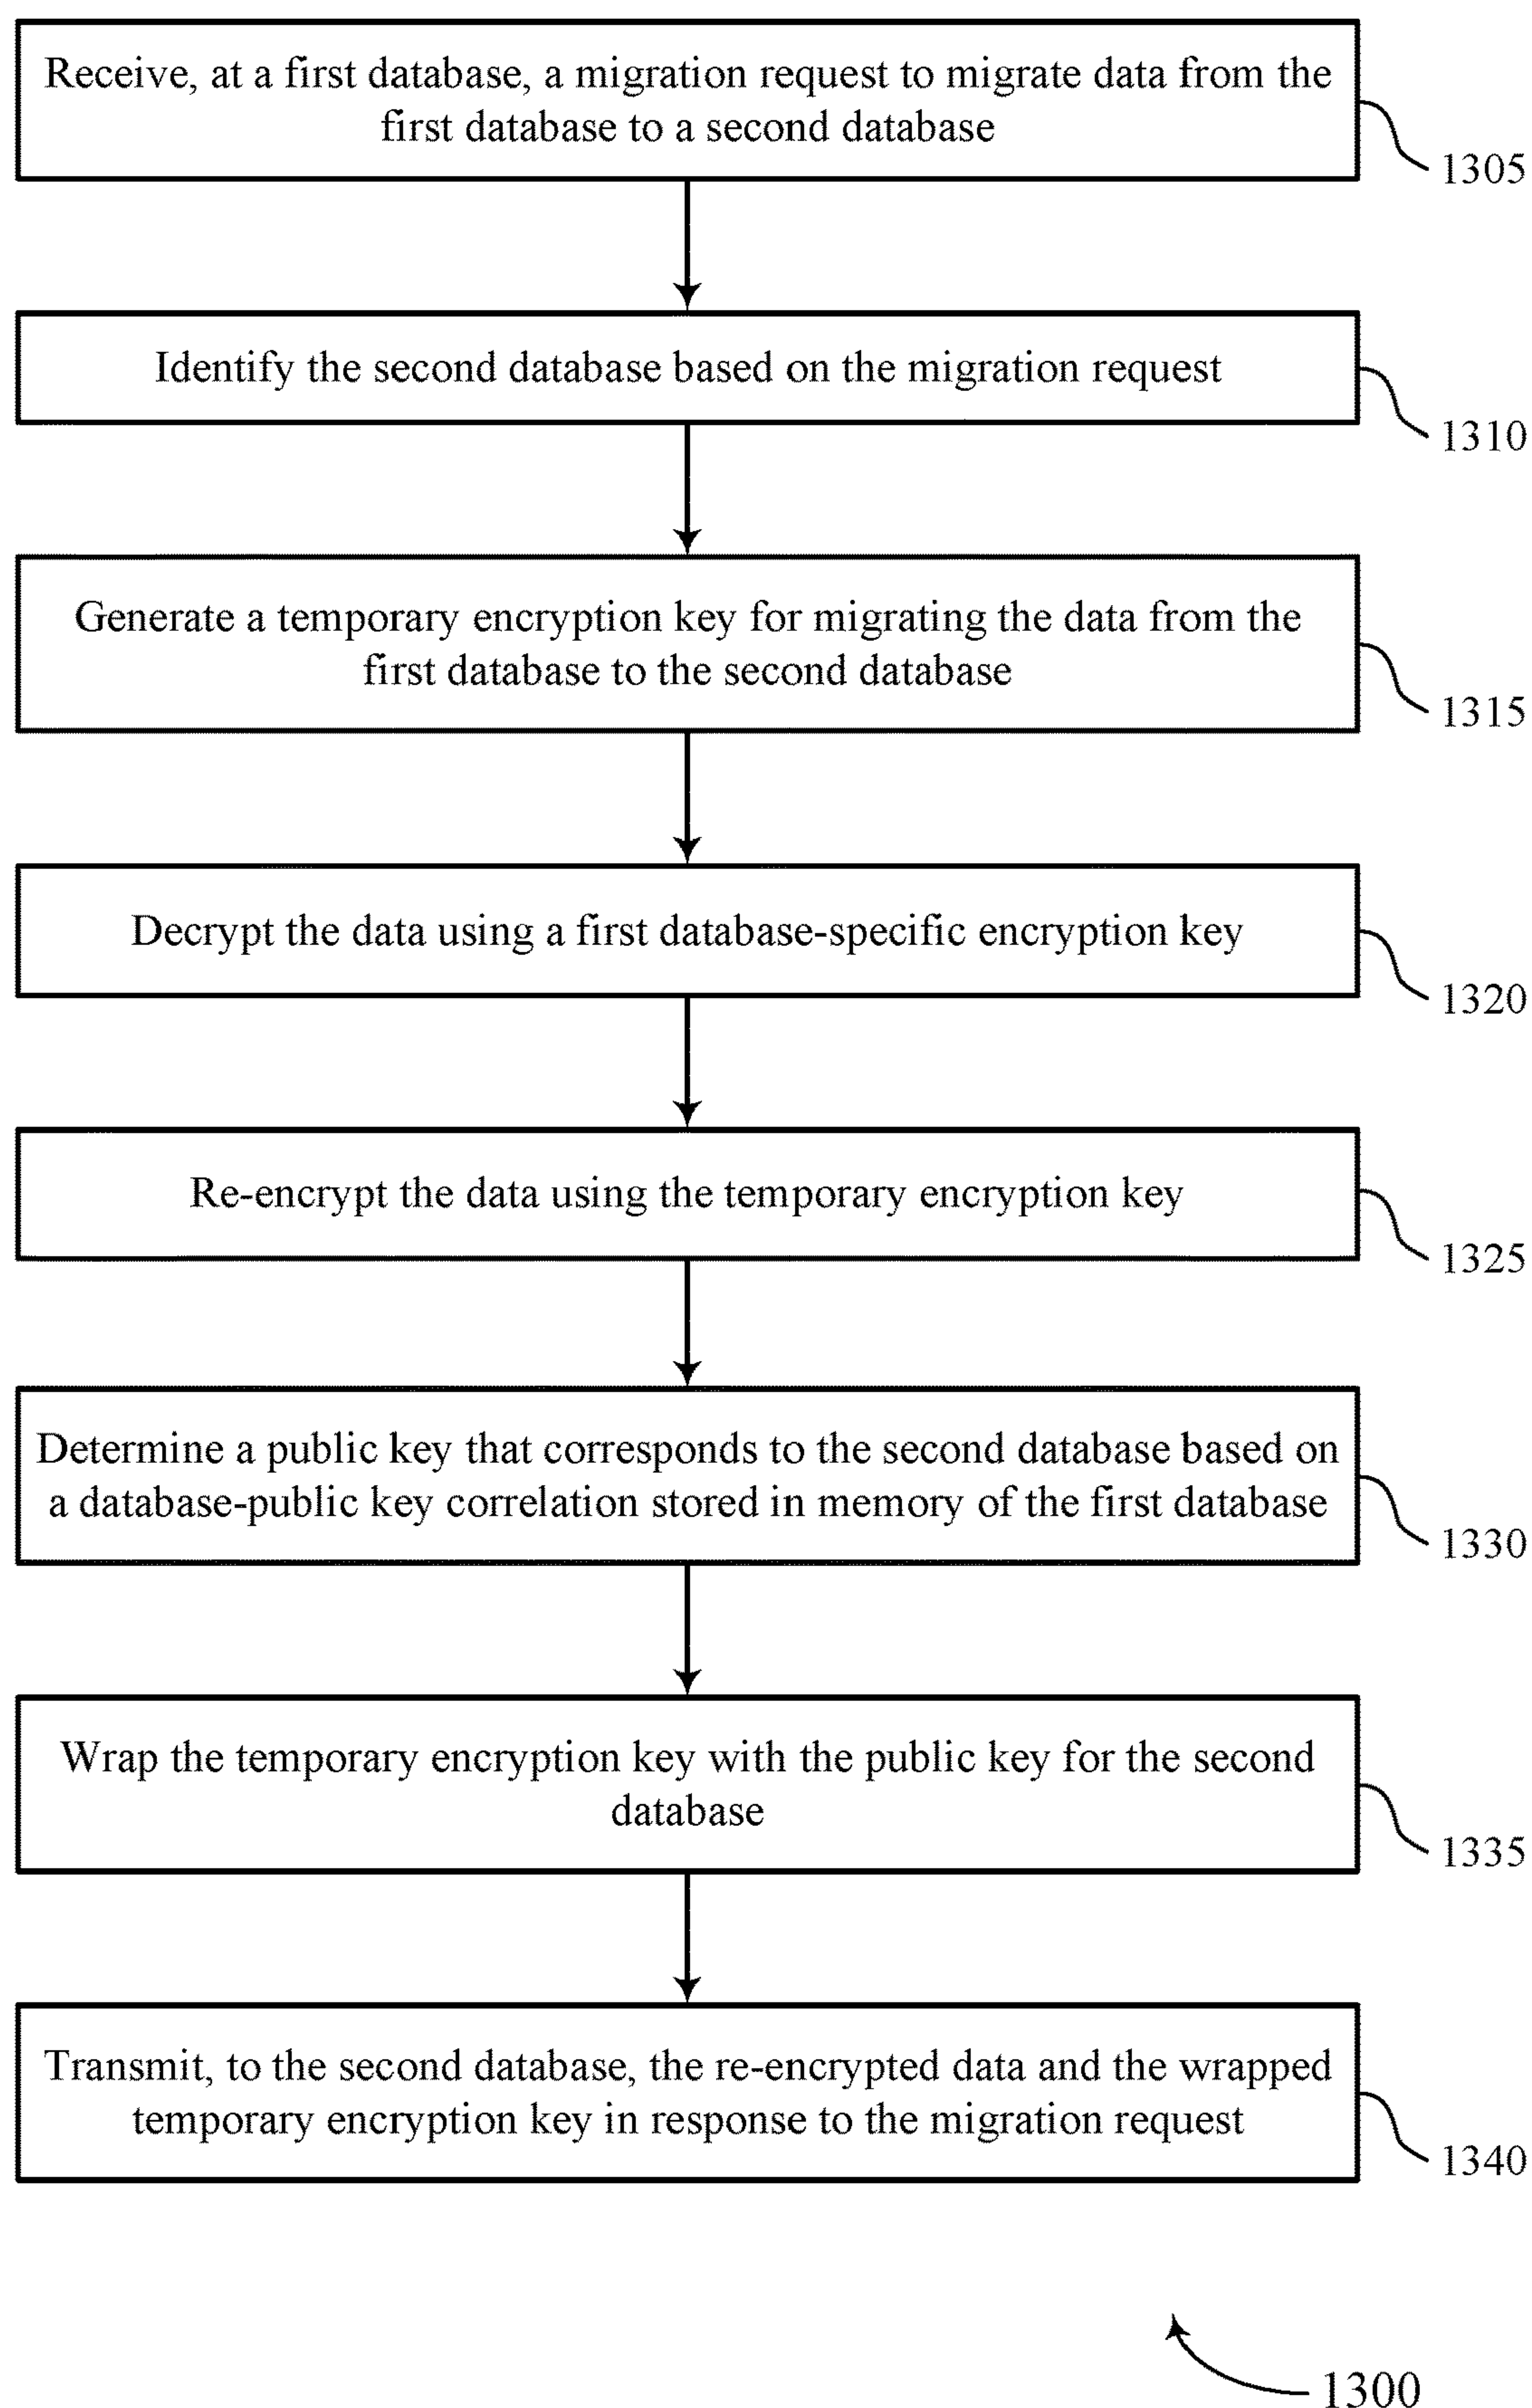 Receive, at a first database, a migration request to migrate data from the
first database to a second database
1305
Identify the second database based on the migration request
1310
Generate a temporary encryption key for migrating the data from the
first database to the second database
1315
Decrypt the data using a first database-specific encryption key
1320
Re-encrypt the data using the temporary encryption key
1325
Determine a public key that corresponds to the second database based on
a database-public key correlation stored in memory of the first database
1330
Wrap the temporary encryption key with the public key for the second
database
1335
Transmit, to the second database, the re-encrypted data and the wrapped
temporary encryption key in response to the migration request
1340
1300